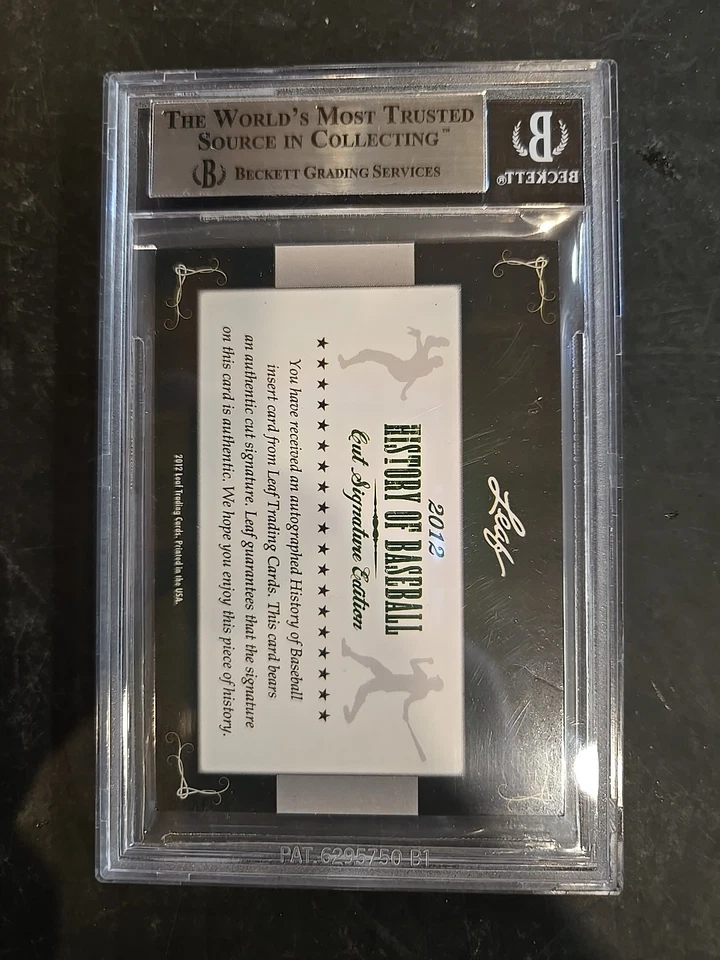 THE WORLD'S MOST TRUSTED
SOURCE IN COLLECTING™
B BECKETT GRADING SERVICES
B
BECKETT®
Leaf
2012
HISTORY OF BASEBALL
Cut Signature Edition
You have received an autographed History of Baseball
insert card from Leaf Trading Cards. This card bears
an authentic cut signature. Leaf guarantees that the signature
on this card is authentic. We hope you enjoy this piece of history.
2012 Leaf Trading Cards. Printed in the USA.
PAT. 6295750 B1